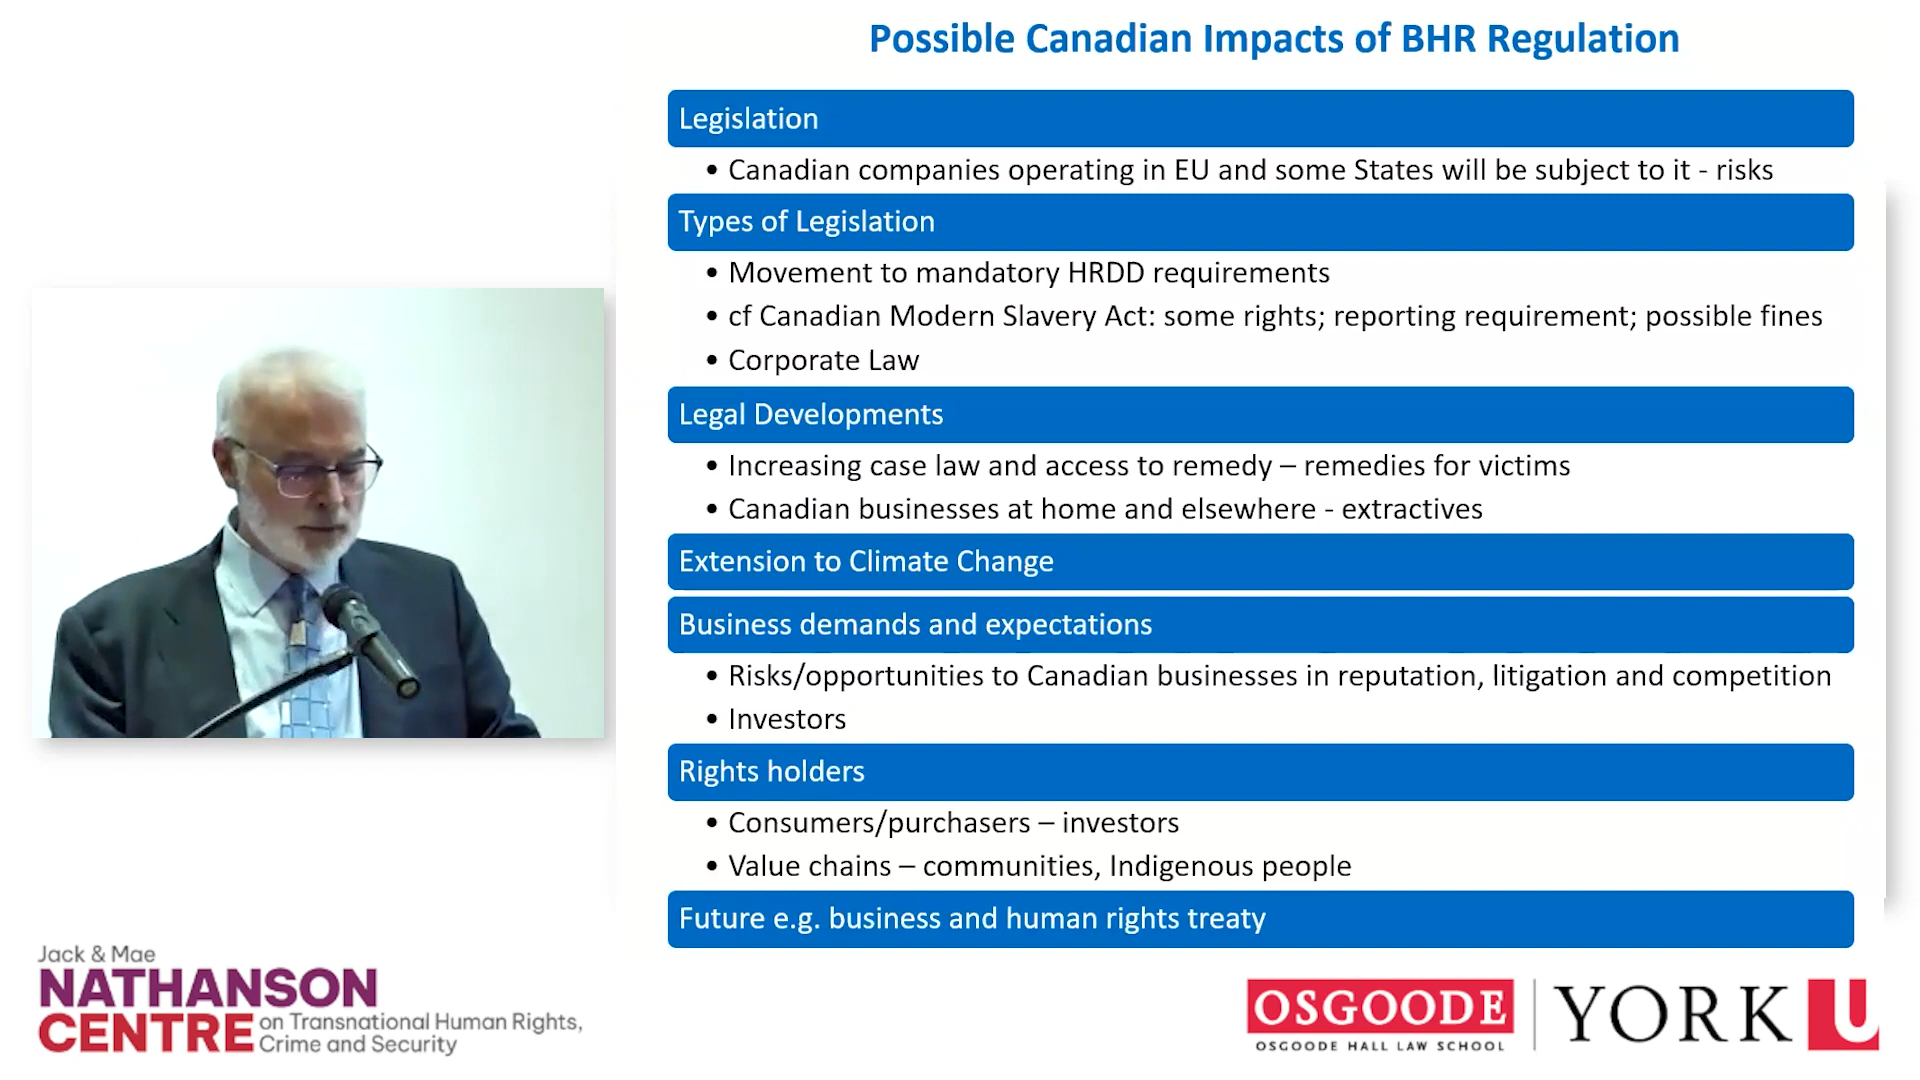 Possible Canadian Impacts of BHR Regulation
Legislation
• Canadian companies operating in EU and some States will be subject to it - risks
Types of Legislation
• Movement to mandatory HRDD requirements
• cf Canadian Modern Slavery Act: some rights; reporting requirement; possible fines
• Corporate Law
Legal Developments
• Increasing case law and access to remedy – remedies for victims
• Canadian businesses at home and elsewhere - extractives
Extension to Climate Change
Business demands and expectations
• Risks/opportunities to Canadian businesses in reputation, litigation and competition
• Investors
Rights holders
• Consumers/purchasers – investors
• Value chains – communities, Indigenous people
Future e.g. business and human rights treaty
Jack & Mae
NATHANSON
CENTRE on Transnational Human Rights,
Crime and Security
OSGOODE
OSGOODE HALL LAW SCHOOL
YORK U